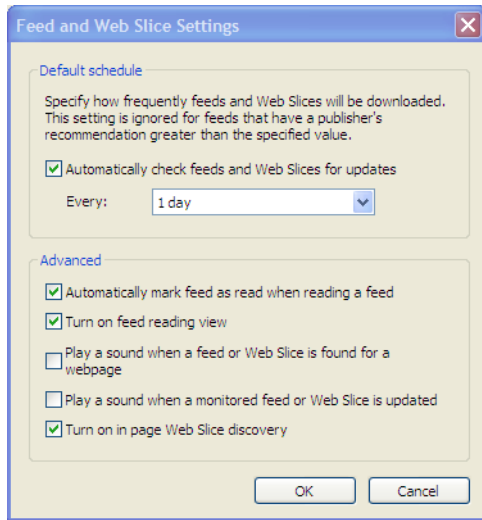 Feed and Web Slice Settings
Default schedule
Specify how frequently feeds and Web Slices will be downloaded.
This setting is ignored for feeds that have a publisher's
recommendation greater than the specified value.
Automatically check feeds and Web Slices for updates
Every: 1 day
Advanced
Automatically mark feed as read when reading a feed
Turn on feed reading view
Play a sound when a feed or Web Slice is found for a
webpage
Play a sound when a monitored feed or Web Slice is updated
Turn on in page Web Slice discovery
OK Cancel